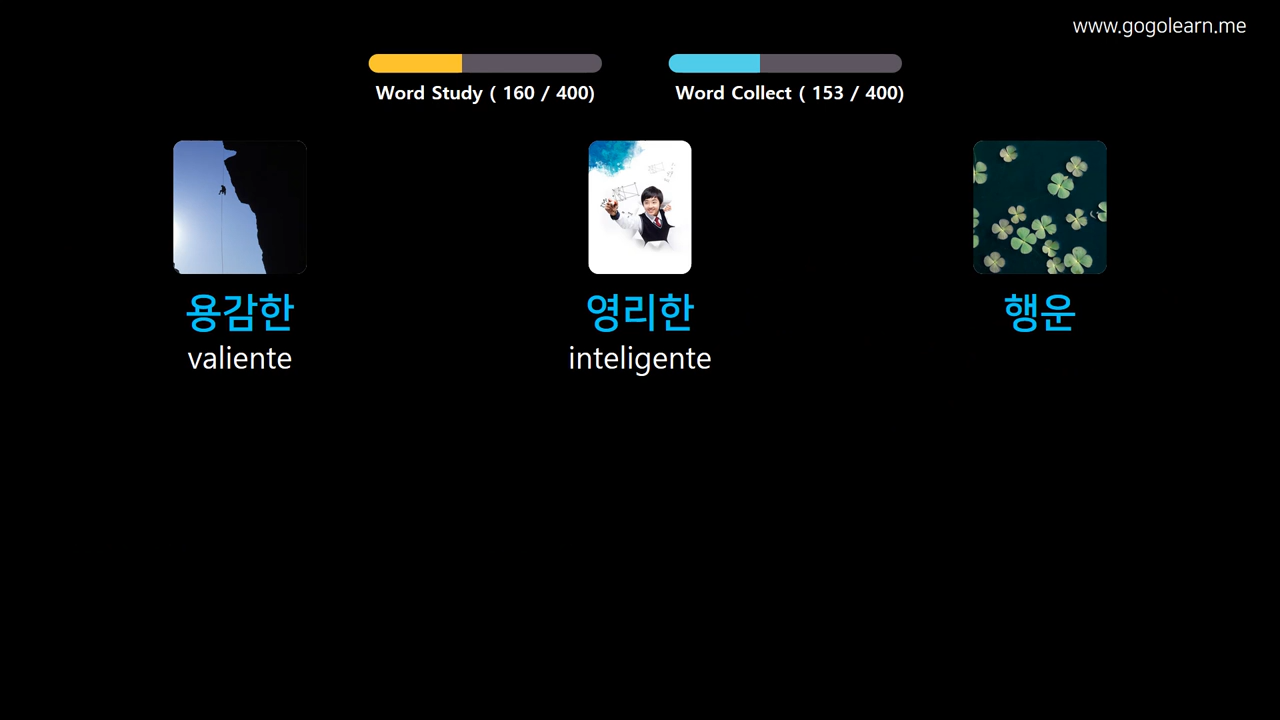 www.gogolearn.me
Word Study ( 160 / 400)
Word Collect ( 153 / 400)
용감한
valiente
영리한
inteligente
행운